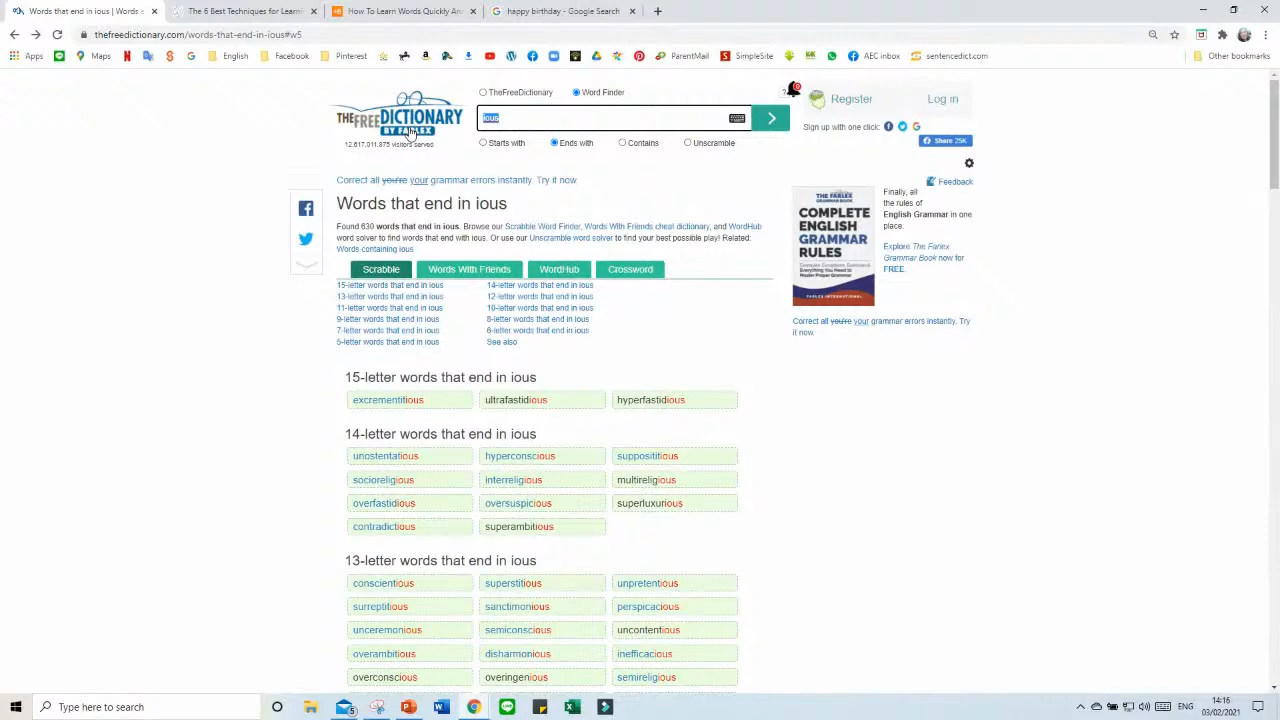 Words that end in ious | Words s
The 6 Best Techniques for Learni
How To Learn Words Quickly And
happy birthday - Google Search
thefreedictionary.com/words-that-end-in-ious#w5
Apps
Maps
English
Facebook
Pinterest
ParentMail
SimpleSite
AEC inbox
sentencedict.com
Other bookmarks
THEFREEDICTIONARY
BY FARLEX
12,617,011,875 visitors served
TheFreeDictionary
Word Finder
ious
Starts with
Ends with
Contains
Unscramble
?
Register
Log in
Sign up with one click:
Share 25K
Feedback
Correct all you're your grammar errors instantly. Try it now
Words that end in ious
Found 630 words that end in ious. Browse our Scrabble Word Finder, Words With Friends cheat dictionary, and WordHub
word solver to find words that end with ious. Or use our Unscramble word solver to find your best possible play! Related:
Words containing ious
Scrabble
Words With Friends
WordHub
Crossword
15-letter words that end in ious
14-letter words that end in ious
13-letter words that end in ious
12-letter words that end in ious
11-letter words that end in ious
10-letter words that end in ious
9-letter words that end in ious
8-letter words that end in ious
7-letter words that end in ious
6-letter words that end in ious
5-letter words that end in ious
See also
THE FARLEX
GRAMMAR BOOK
COMPLETE
ENGLISH
GRAMMAR
RULES
FARLEX INTERNATIONAL
Finally, all
the rules of
English Grammar in one
place.
Explore The Farlex
Grammar Book now for
FREE.
Correct all you're your grammar errors instantly. Try
it now.
15-letter words that end in ious
excrementitious
ultrafastidious
hyperfastidious
14-letter words that end in ious
unostentatious
hyperconscious
supposititious
socioreligious
interreligious
multireligious
overfastidious
oversuspicious
superluxurious
contradictious
superambitious
13-letter words that end in ious
conscientious
superstitious
unpretentious
surreptitious
sanctimonious
perspicacious
unceremonious
semiconscious
uncontentious
overambitious
disharmonious
inefficacious
overconscious
overingenious
semireligious
Type here to search
5
ENG
14:16
03/02/2021